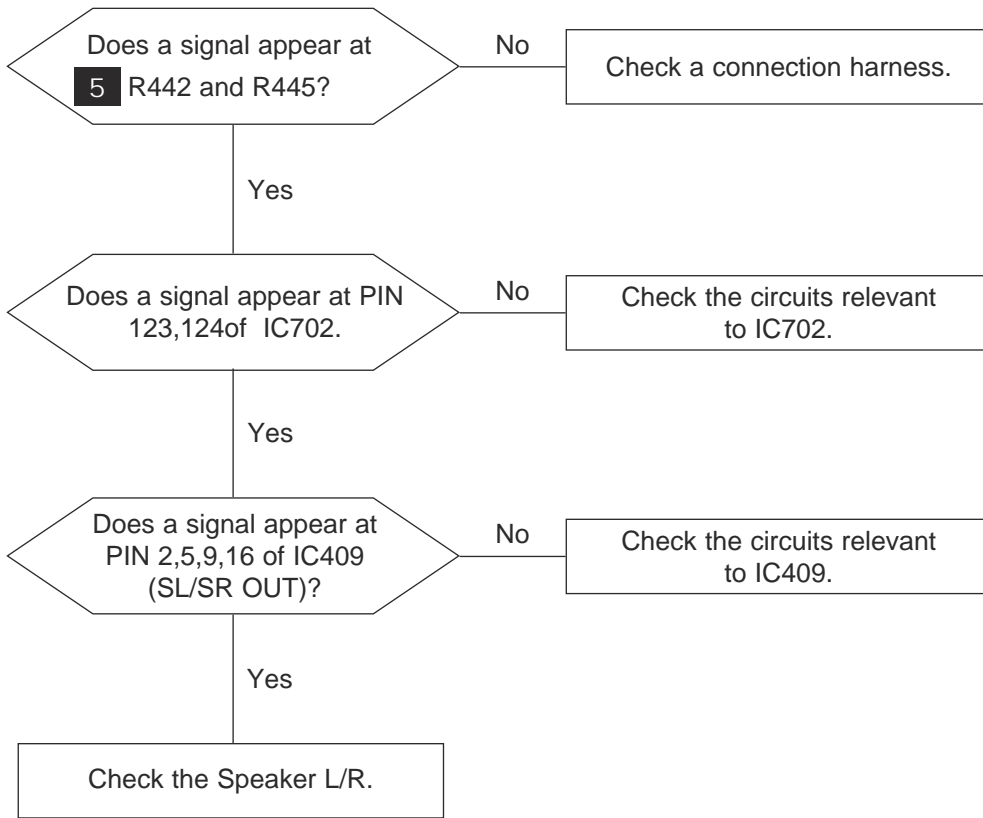 Does a signal appear at
5 R442 and R445?
No
Check a connection harness.
Yes
Does a signal appear at PIN
123,124of IC702.
No
Check the circuits relevant
to IC702.
Yes
Does a signal appear at
PIN 2,5,9,16 of IC409
(SL/SR OUT)?
No
Check the circuits relevant
to IC409.
Yes
Check the Speaker L/R.